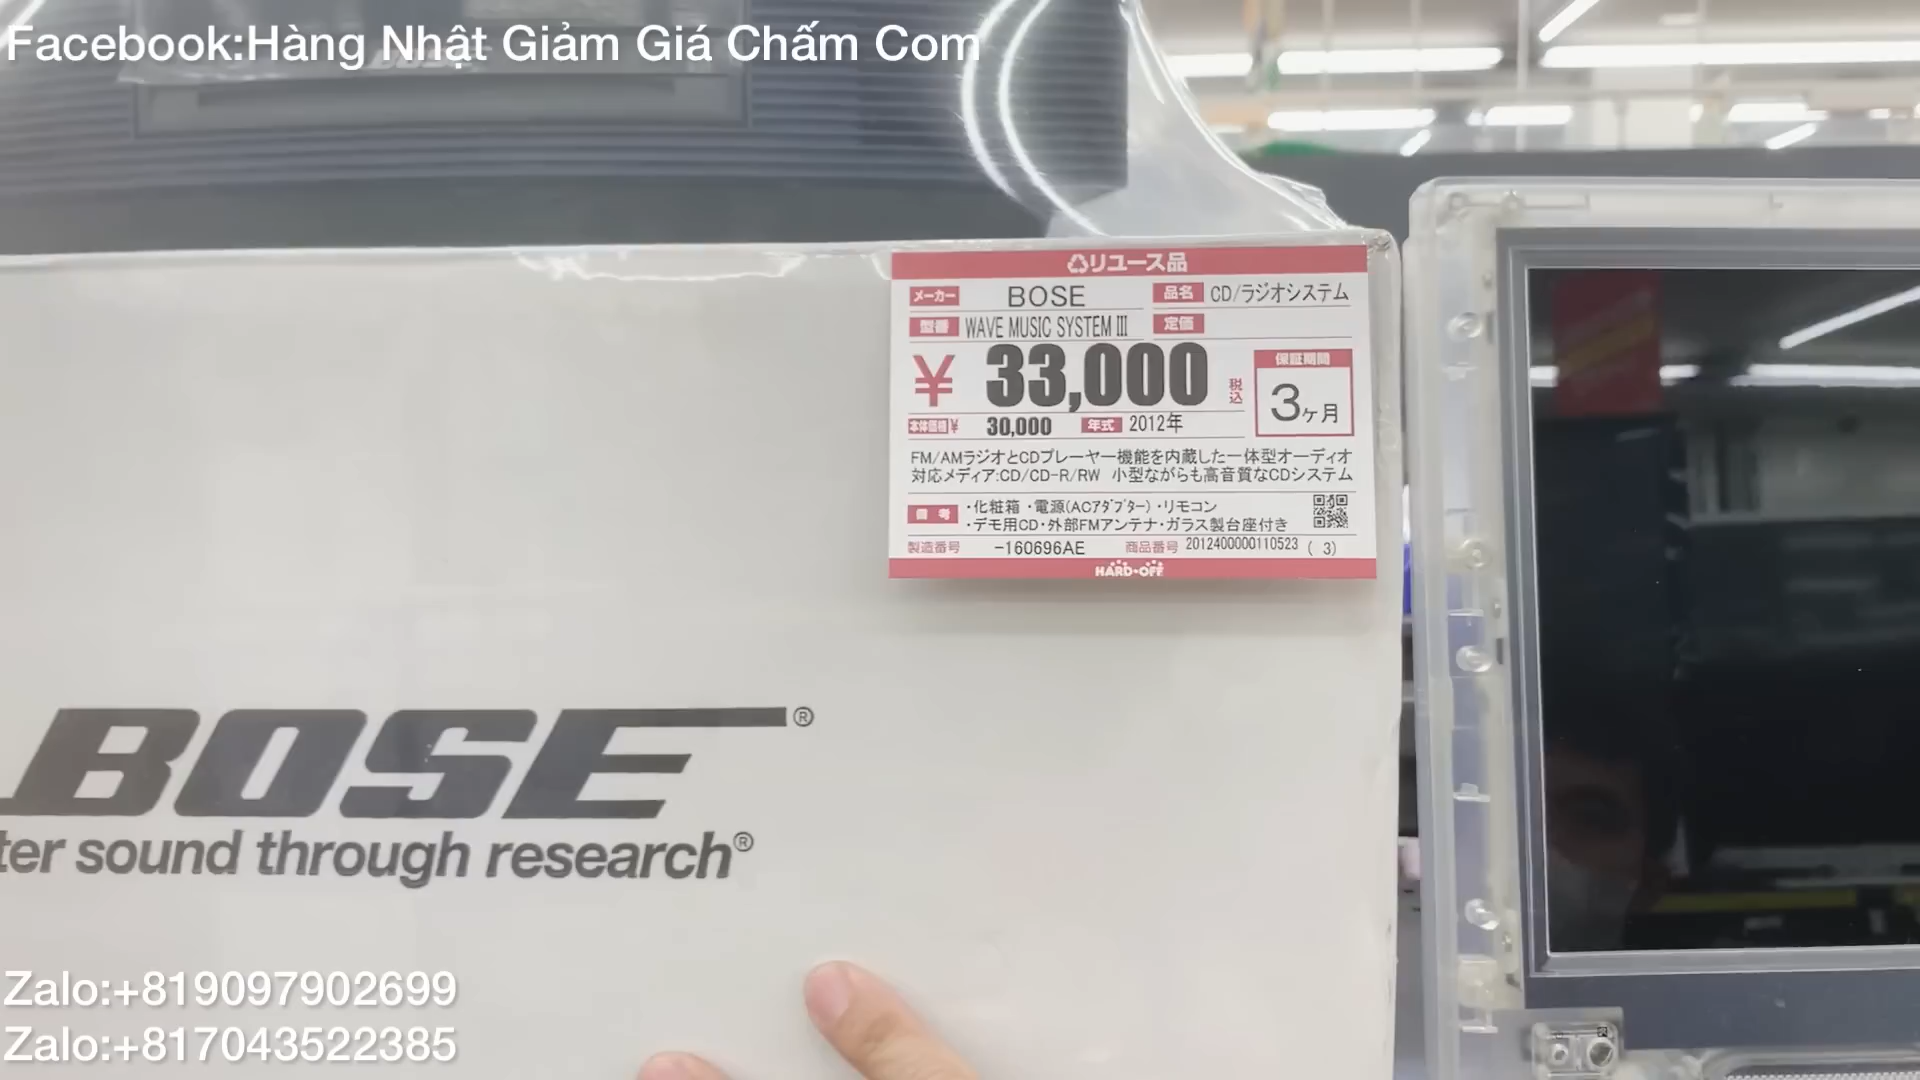 Facebook:Hàng Nhật Giảm Giá Chấm Com
リユース品
メーカー BOSE 品名 CD/ラジオシステム
型番 WAVE MUSIC SYSTEM III 定価
¥ 33,000 税込
保証期間
3ヶ月
本体価格¥ 30,000 年式 2012年
FM/AMラジオとCDプレーヤー機能を内蔵した一体型オーディオ
対応メディア:CD/CD-R/RW 小型ながらも高音質なCDシステム
備考 ・化粧箱 ・電源(ACアダプター) ・リモコン
・デモ用CD・外部FMアンテナ・ガラス製台座付き
製造番号 -160696AE 商品番号 2012400000110523 ( 3)
HARD・OFF
BOSE®
ter sound through research®
Zalo:+819097902699
Zalo:+817043522385